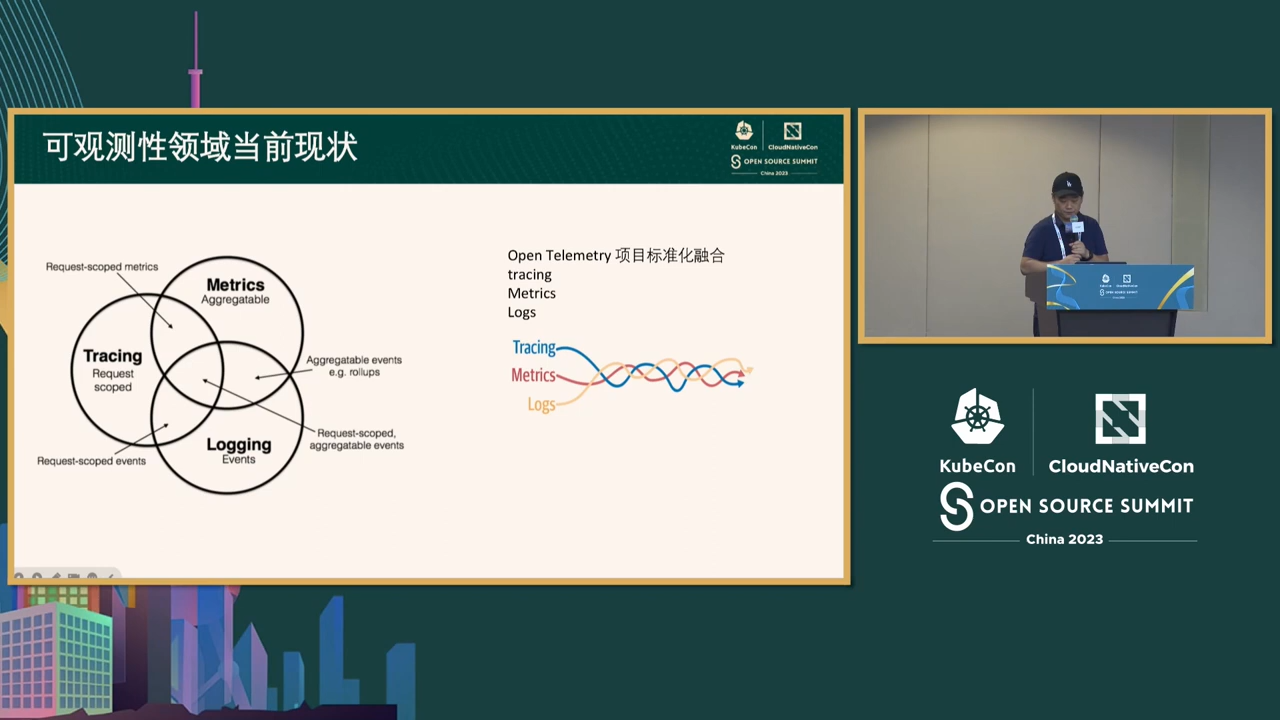 可观测性领域当前现状
KubeCon
CloudNativeCon
OPEN SOURCE SUMMIT
China 2023
Request-scoped metrics
Metrics
Aggregatable
Tracing
Request
scoped
Aggregatable events
e.g. rollups
Logging
Events
Request-scoped,
aggregatable events
Request-scoped events
Open Telemetry 项目标准化融合
tracing
Metrics
Logs
Tracing
Metrics
Logs
KubeCon
CloudNativeCon
OPEN SOURCE SUMMIT
China 2023